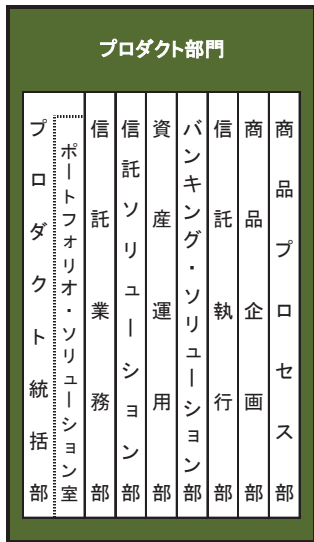 プロダクト部門
プロダクト統括部
ポートフォリオ・ソリューション室
信託業務部
信託ソリューション部
資産運用部
バンキング・ソリューション部
信託執行部
商品企画部
商品プロセス部